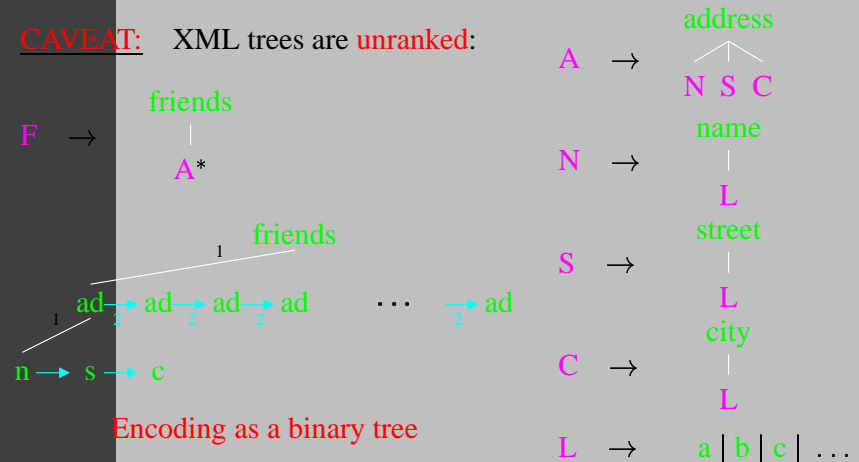 CAVEAT: XML trees are unranked:
friends
F →
A*
friends
1
ad ad ad ad ... ad
1 2 2 2 2
n s c
Encoding as a binary tree
address
A →
N S C
name
N →
L
street
S →
L
city
C →
L
L → a | b | c | ...